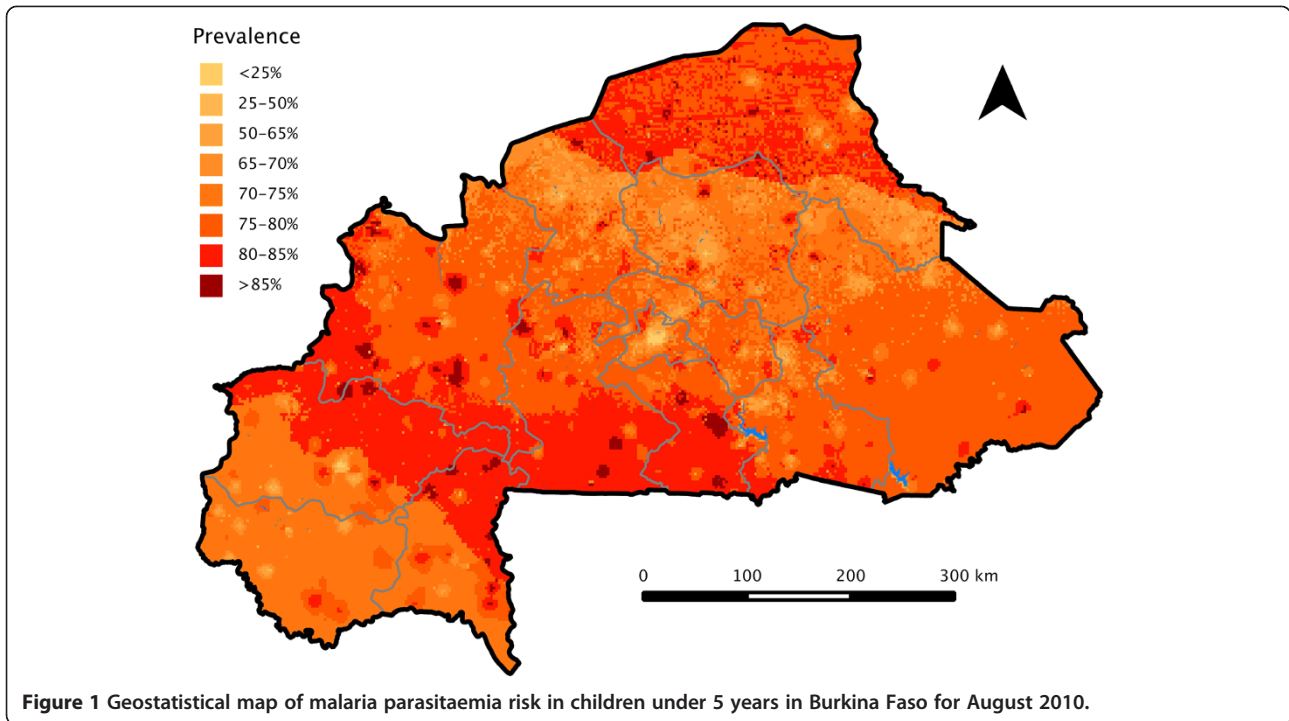 Prevalence
<25%
25-50%
50-65%
65-70%
70-75%
75-80%
80-85%
>85%
0 100 200 300 km
Figure 1 Geostatistical map of malaria parasitaemia risk in children under 5 years in Burkina Faso for August 2010.